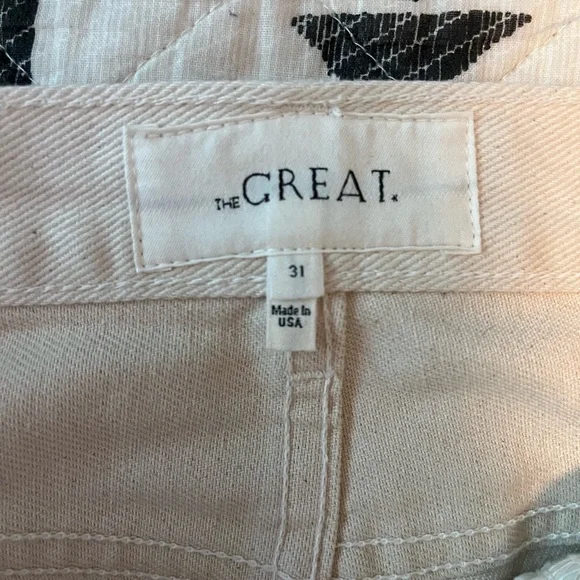 THE GREAT.
31
Made In
USA